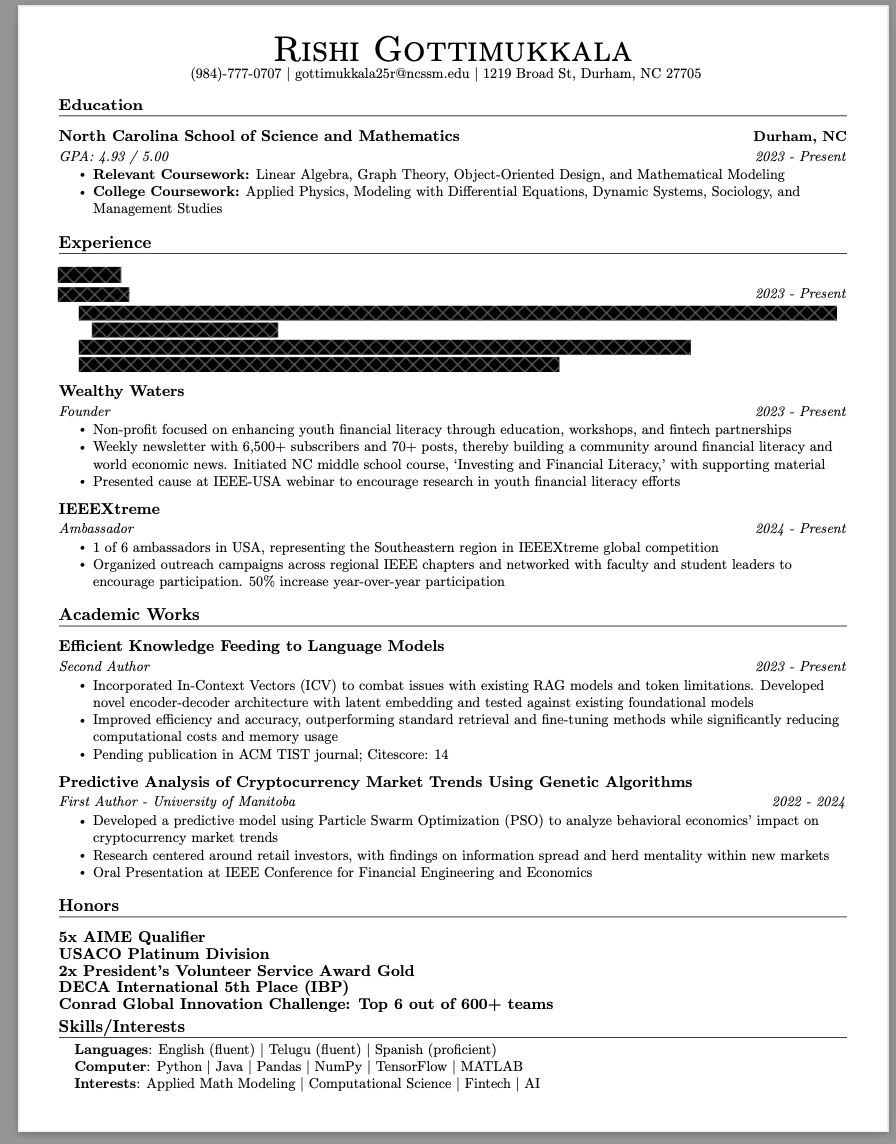 Rishi Gottimukkala
(984)-777-0707 | gottimukkala25r@ncssm.edu | 1219 Broad St, Durham, NC 27705
Education
North Carolina School of Science and Mathematics Durham, NC
GPA: 4.93 / 5.00 2023 - Present
• Relevant Coursework: Linear Algebra, Graph Theory, Object-Oriented Design, and Mathematical Modeling
• College Coursework: Applied Physics, Modeling with Differential Equations, Dynamic Systems, Sociology, and
Management Studies
Experience
2023 - Present
Wealthy Waters
Founder 2023 - Present
• Non-profit focused on enhancing youth financial literacy through education, workshops, and fintech partnerships
• Weekly newsletter with 6,500+ subscribers and 70+ posts, thereby building a community around financial literacy and
world economic news. Initiated NC middle school course, ‘Investing and Financial Literacy,’ with supporting material
• Presented cause at IEEE-USA webinar to encourage research in youth financial literacy efforts
IEEEXtreme
Ambassador 2024 - Present
• 1 of 6 ambassadors in USA, representing the Southeastern region in IEEEXtreme global competition
• Organized outreach campaigns across regional IEEE chapters and networked with faculty and student leaders to
encourage participation. 50% increase year-over-year participation
Academic Works
Efficient Knowledge Feeding to Language Models
Second Author 2023 - Present
• Incorporated In-Context Vectors (ICV) to combat issues with existing RAG models and token limitations. Developed
novel encoder-decoder architecture with latent embedding and tested against existing foundational models
• Improved efficiency and accuracy, outperforming standard retrieval and fine-tuning methods while significantly reducing
computational costs and memory usage
• Pending publication in ACM TIST journal; Citescore: 14
Predictive Analysis of Cryptocurrency Market Trends Using Genetic Algorithms
First Author - University of Manitoba 2022 - 2024
• Developed a predictive model using Particle Swarm Optimization (PSO) to analyze behavioral economics’ impact on
cryptocurrency market trends
• Research centered around retail investors, with findings on information spread and herd mentality within new markets
• Oral Presentation at IEEE Conference for Financial Engineering and Economics
Honors
5x AIME Qualifier
USACO Platinum Division
2x President’s Volunteer Service Award Gold
DECA International 5th Place (IBP)
Conrad Global Innovation Challenge: Top 6 out of 600+ teams
Skills/Interests
Languages: English (fluent) | Telugu (fluent) | Spanish (proficient)
Computer: Python | Java | Pandas | NumPy | TensorFlow | MATLAB
Interests: Applied Math Modeling | Computational Science | Fintech | AI